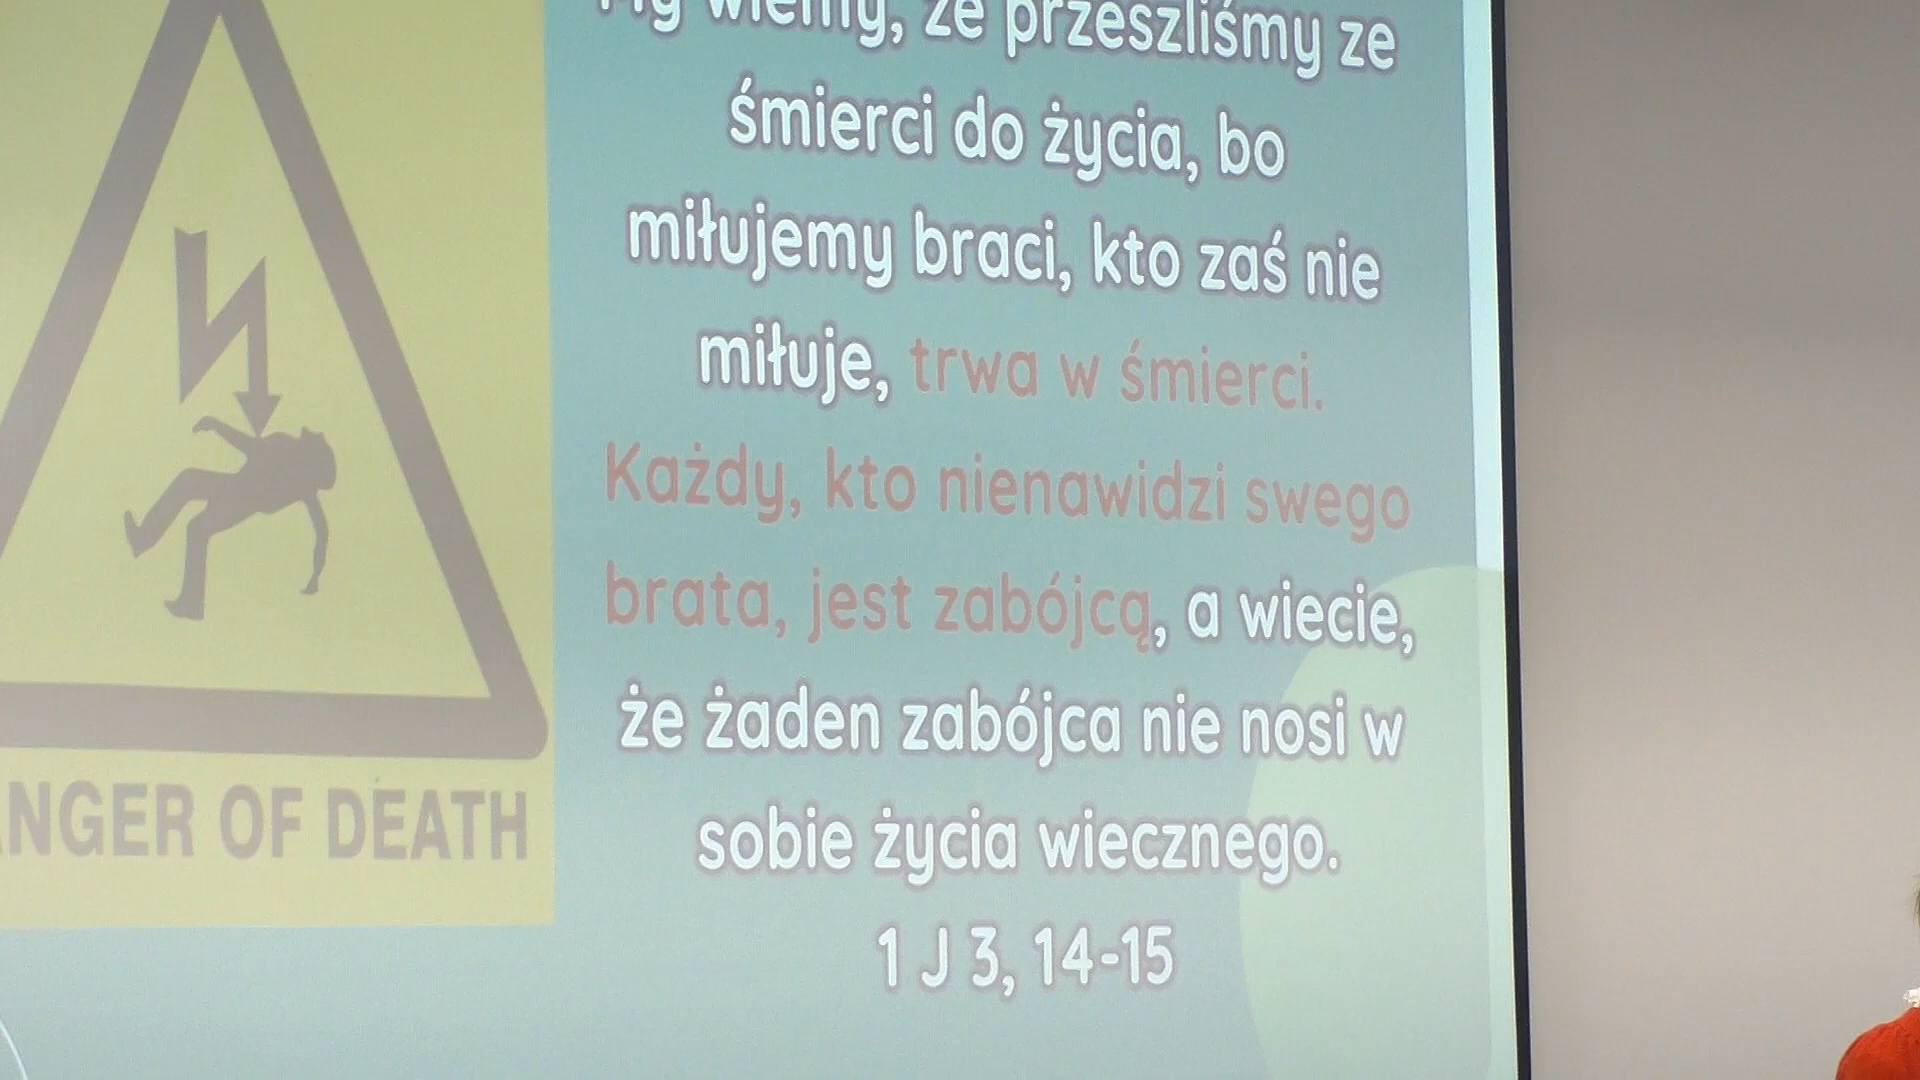 My wiemy, że przeszliśmy ze
śmierci do życia, bo
miłujemy braci, kto zaś nie
miłuje, trwa w śmierci.
Każdy, kto nienawidzi swego
brata, jest zabójcą, a wiecie,
że żaden zabójca nie nosi w
sobie życia wiecznego.
1 J 3, 14-15
NGER OF DEATH